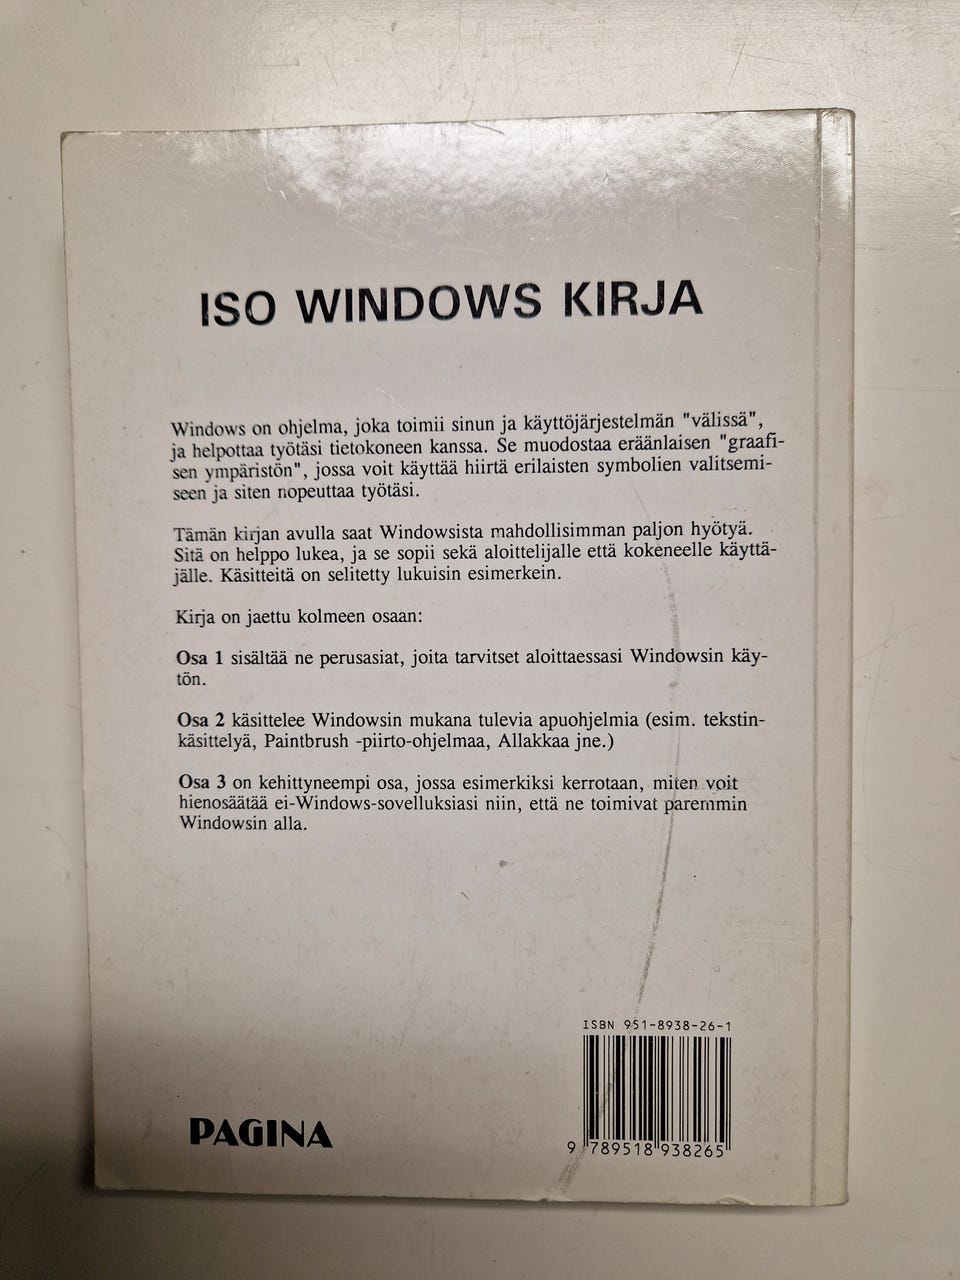 ISO WINDOWS KIRJA
Windows on ohjelma, joka toimii sinun ja käyttöjärjestelmän "välissä",
ja helpottaa työtäsi tietokoneen kanssa. Se muodostaa eräänlaisen "graafi-
sen ympäristön", jossa voit käyttää hiirtä erilaisten symbolien valitsemi-
seen ja siten nopeuttaa työtäsi.
Tämän kirjan avulla saat Windowsista mahdollisimman paljon hyötyä.
Sitä on helppo lukea, ja se sopii sekä aloittelijalle että kokeneelle käyttä-
jälle. Käsitteitä on selitetty lukuisin esimerkein.
Kirja on jaettu kolmeen osaan:
Osa 1 sisältää ne perusasiat, joita tarvitset aloittaessasi Windowsin käy-
tön.
Osa 2 käsittelee Windowsin mukana tulevia apuohjelmia (esim. tekstin-
käsittelyä, Paintbrush -piirto-ohjelmaa, Allakkaa jne.)
Osa 3 on kehittyneempi osa, jossa esimerkiksi kerrotaan, miten voit
hienosäätää ei-Windows-sovelluksiasi niin, että ne toimivat paremmin
Windowsin alla.
ISBN 951-8938-26-1
9 789518 938265
PAGINA